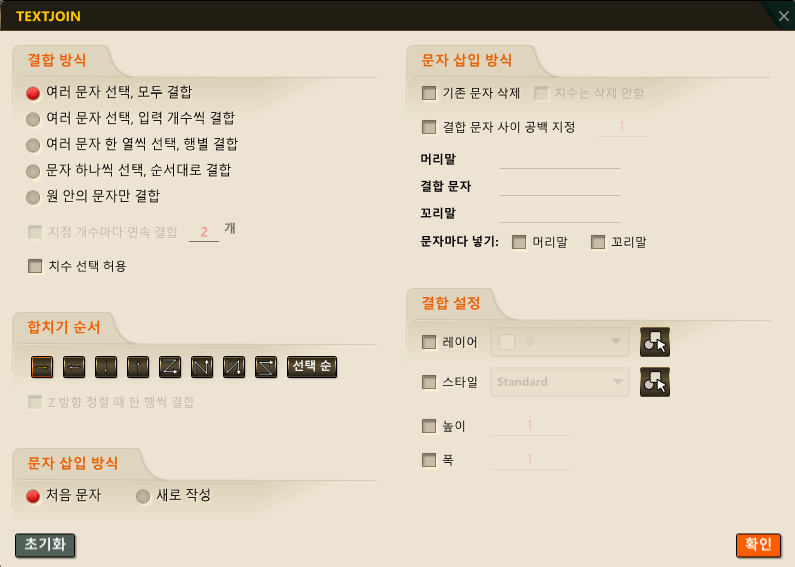 TEXTJOIN
결합 방식
여러 문자 선택, 모두 결합
여러 문자 선택, 입력 개수씩 결합
여러 문자 한 열씩 선택, 행별 결합
문자 하나씩 선택, 순서대로 결합
원 안의 문자만 결합
지정 개수마다 연속 결합 2 개
치수 선택 허용
합치기 순서
선택 순
Z 방향 정렬 때 한 행씩 결합
문자 삽입 방식
처음 문자 새로 작성
초기화
문자 삽입 방식
기존 문자 삭제 치수는 삭제 안함
결합 문자 사이 공백 지정 1
머리말
결합 문자
꼬리말
문자마다 넣기: 머리말 꼬리말
결합 설정
레이어 0
스타일 Standard
높이 1
폭 1
확인